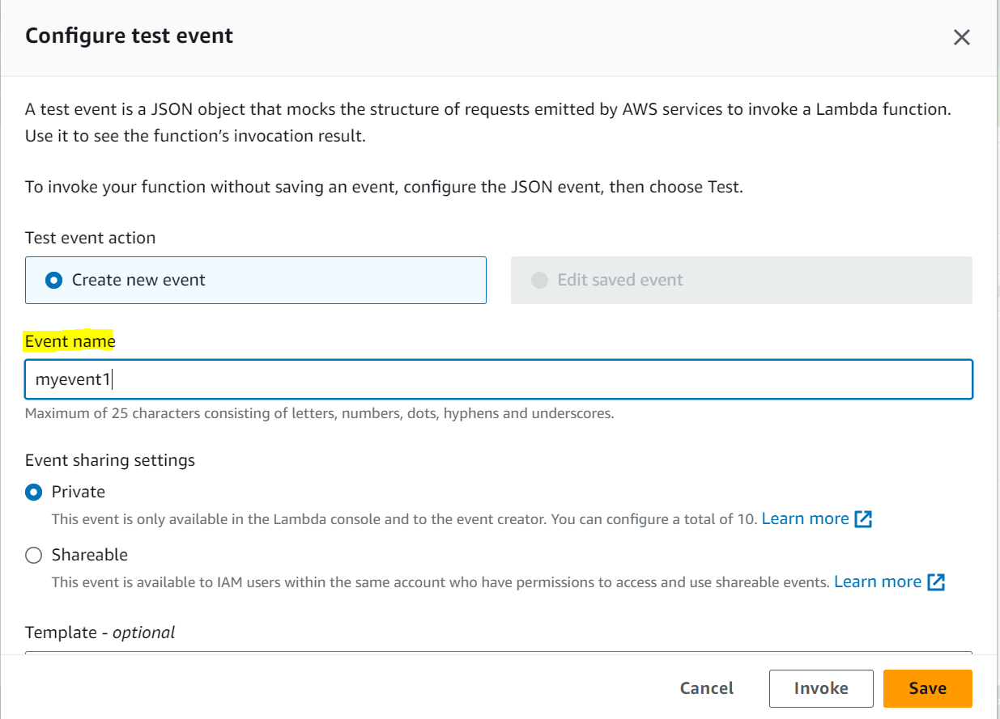 Configure test event
A test event is a JSON object that mocks the structure of requests emitted by AWS services to invoke a Lambda function.
Use it to see the function’s invocation result.
To invoke your function without saving an event, configure the JSON event, then choose Test.
Test event action
Create new event
Edit saved event
Event name
myevent1
Maximum of 25 characters consisting of letters, numbers, dots, hyphens and underscores.
Event sharing settings
Private
This event is only available in the Lambda console and to the event creator. You can configure a total of 10. Learn more
Shareable
This event is available to IAM users within the same account who have permissions to access and use shareable events. Learn more
Template - optional
Cancel
Invoke
Save